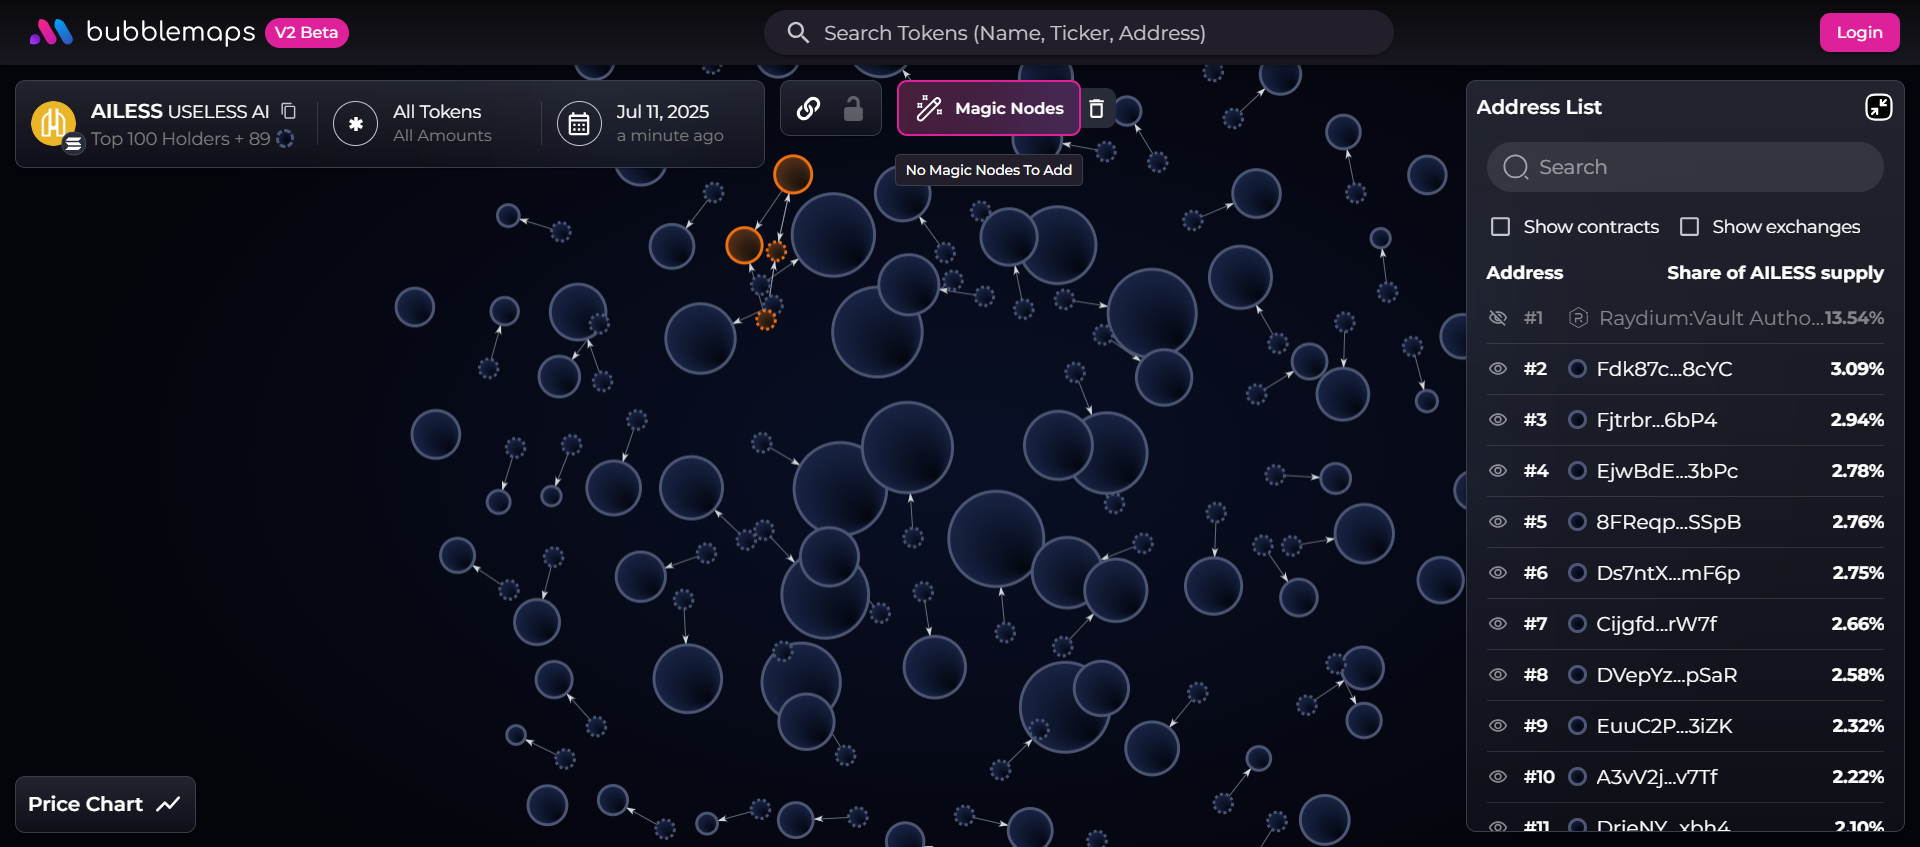 bubblemaps V2 Beta
Search Tokens (Name, Ticker, Address)
Login
AILESS USELESS AI
Top 100 Holders + 89
All Tokens
All Amounts
Jul 11, 2025
a minute ago
Magic Nodes
No Magic Nodes To Add
Address List
Search
Show contracts Show exchanges
Address Share of AILESS supply
#1 Raydium:Vault Autho...13.54%
#2 Fdk87c...8cYC 3.09%
#3 Fjtrbr...6bP4 2.94%
#4 EjwBdE...3bPc 2.78%
#5 8FReqp...SSpB 2.76%
#6 Ds7ntX...mF6p 2.75%
#7 Cijgfd...rW7f 2.66%
#8 DVepYz...pSaR 2.58%
#9 EuuC2P...3iZK 2.32%
#10 A3vV2j...v7Tf 2.22%
#11 2.10%
Price Chart